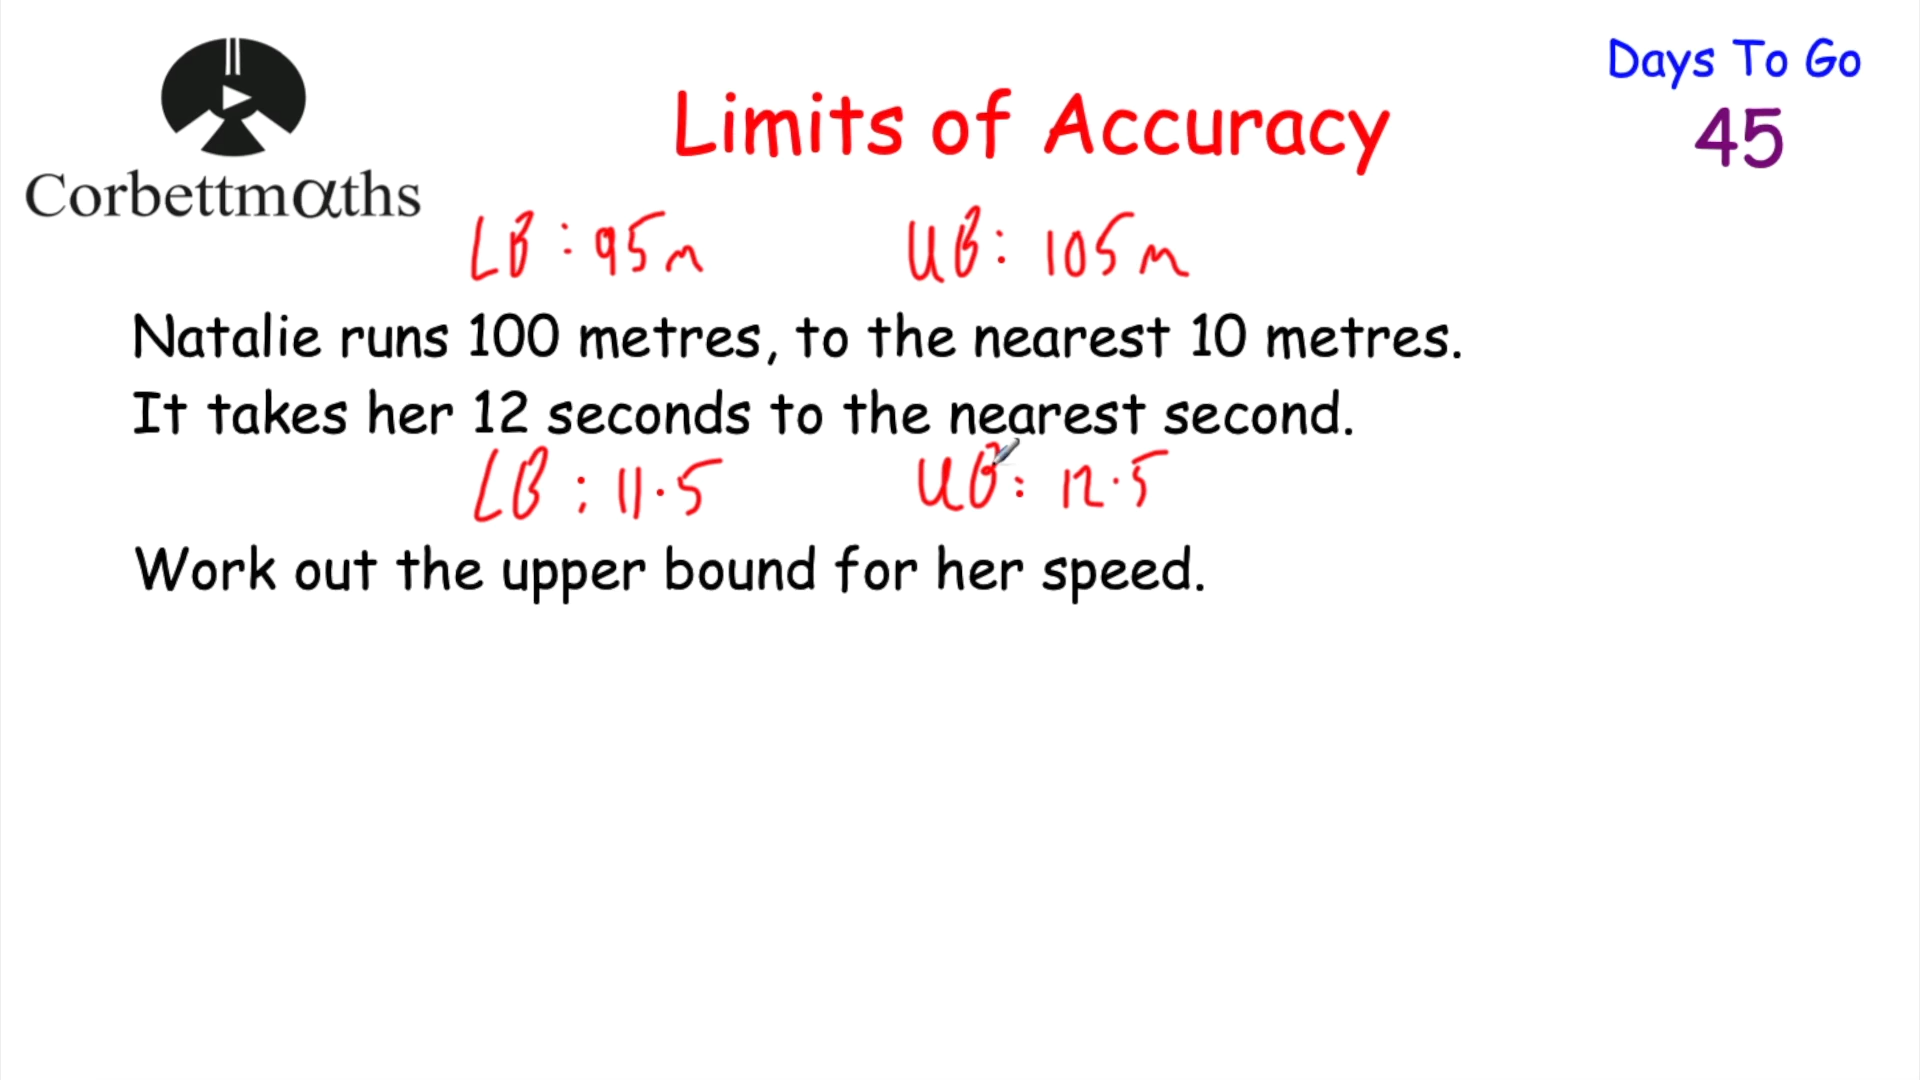 Days To Go
45
Limits of Accuracy
Corbettmαths
LB: 95m UB: 105m
Natalie runs 100 metres, to the nearest 10 metres.
It takes her 12 seconds to the nearest second.
LB: 11.5 UB: 12.5
Work out the upper bound for her speed.